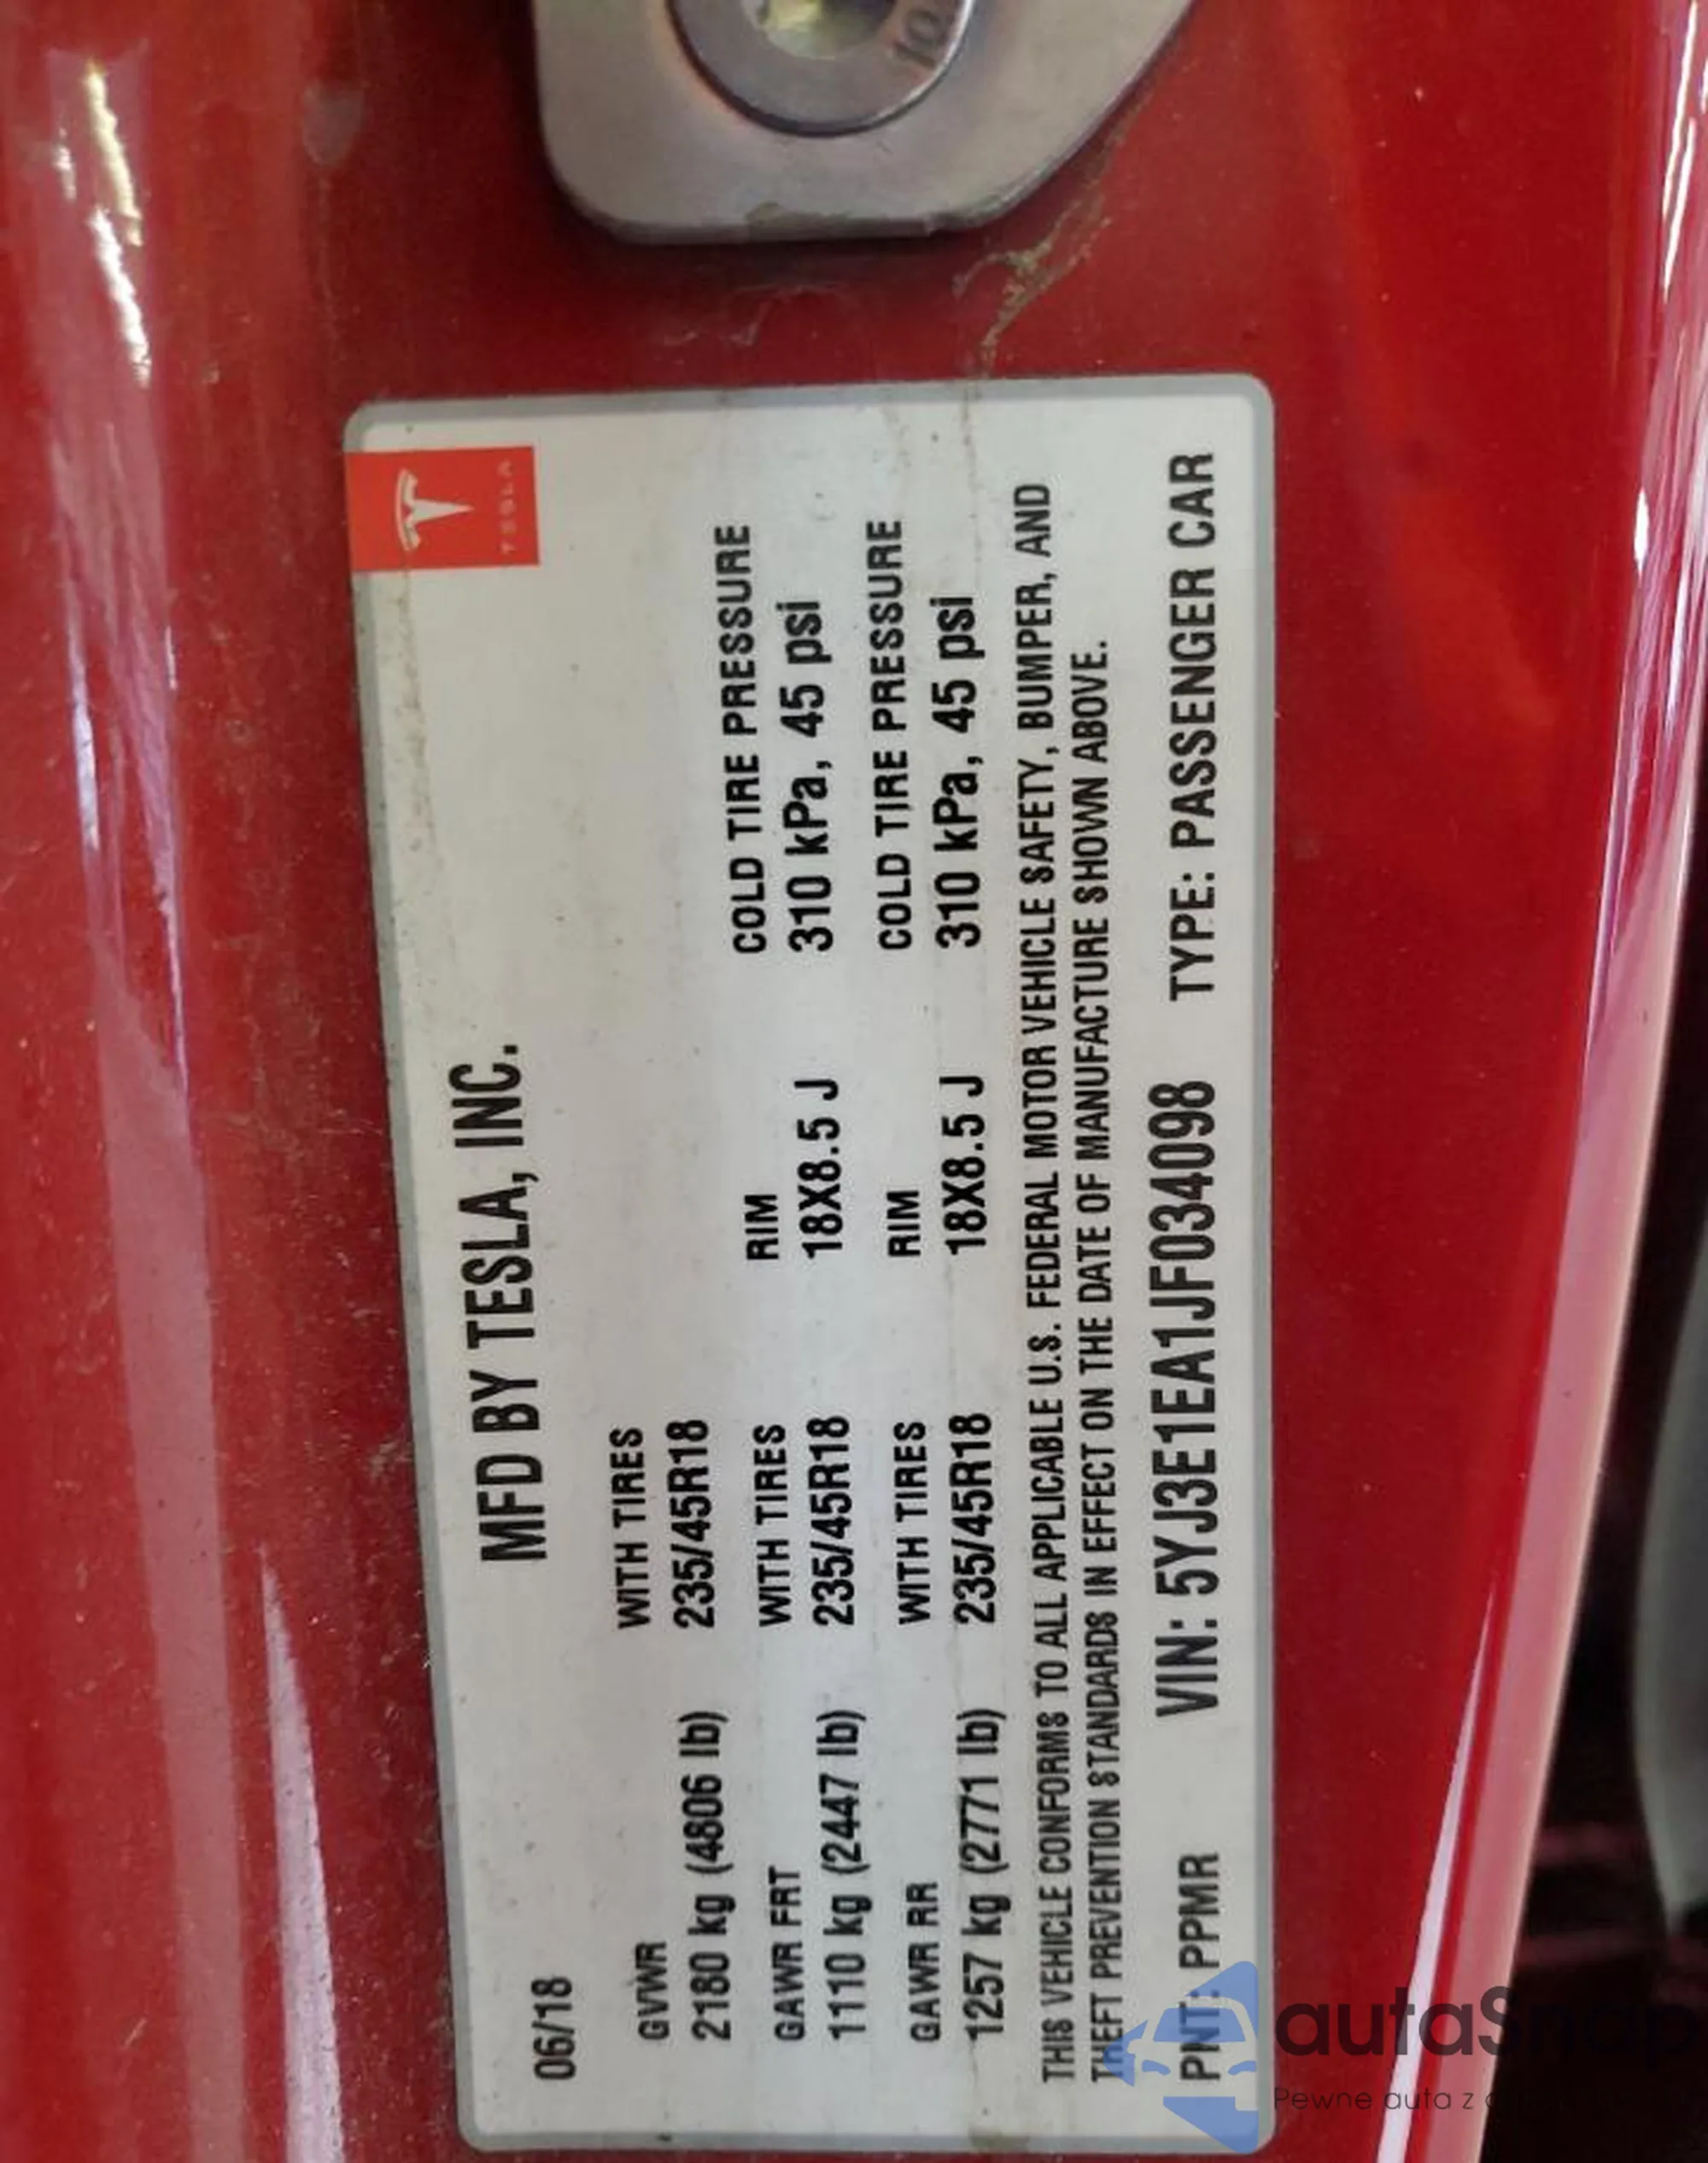 10.
TESLA
MFD BY TESLA, INC.
06/18
GVWR WITH TIRES
2180 kg (4806 lb) 235/45R18
GAWR FRT WITH TIRES RIM COLD TIRE PRESSURE
1110 kg (2447 lb) 235/45R18 18X8.5 J 310 kPa, 45 psi
GAWR RR WITH TIRES RIM COLD TIRE PRESSURE
1257 kg (2771 lb) 235/45R18 18X8.5 J 310 kPa, 45 psi
THIS VEHICLE CONFORMS TO ALL APPLICABLE U.S. FEDERAL MOTOR VEHICLE SAFETY, BUMPER, AND
THEFT PREVENTION STANDARDS IN EFFECT ON THE DATE OF MANUFACTURE SHOWN ABOVE.
PNT: PPMR VIN: 5YJ3E1EA1JF034098 TYPE: PASSENGER CAR
autaSnap
Pewne auta z